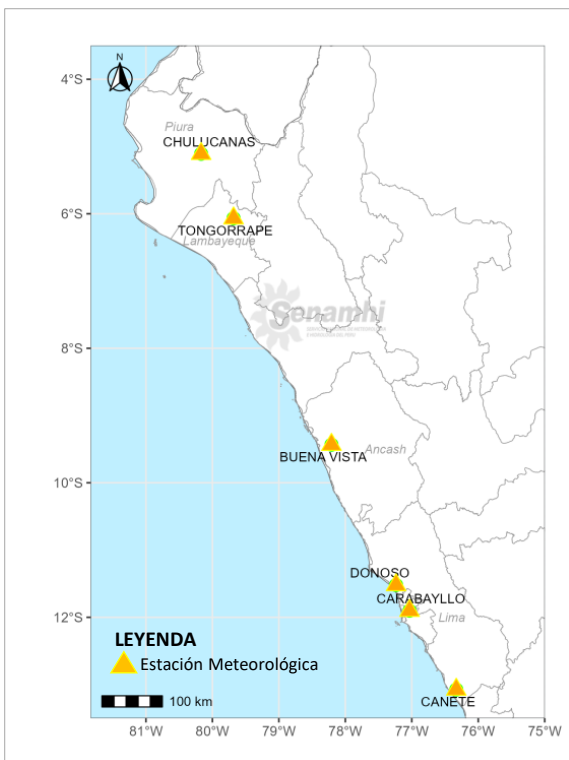 N
4°S
Piura
CHULUCANAS
6°S
TONGORRAPE
Lambayeque
Senamhi
8°S
BUENA VISTA
Ancash
10°S
DONOSO
CARABAYLLO
12°S
Lima
LEYENDA
Estación Meteorológica
100 km
CAÑETE
81°W 80°W 79°W 78°W 77°W 76°W 75°W